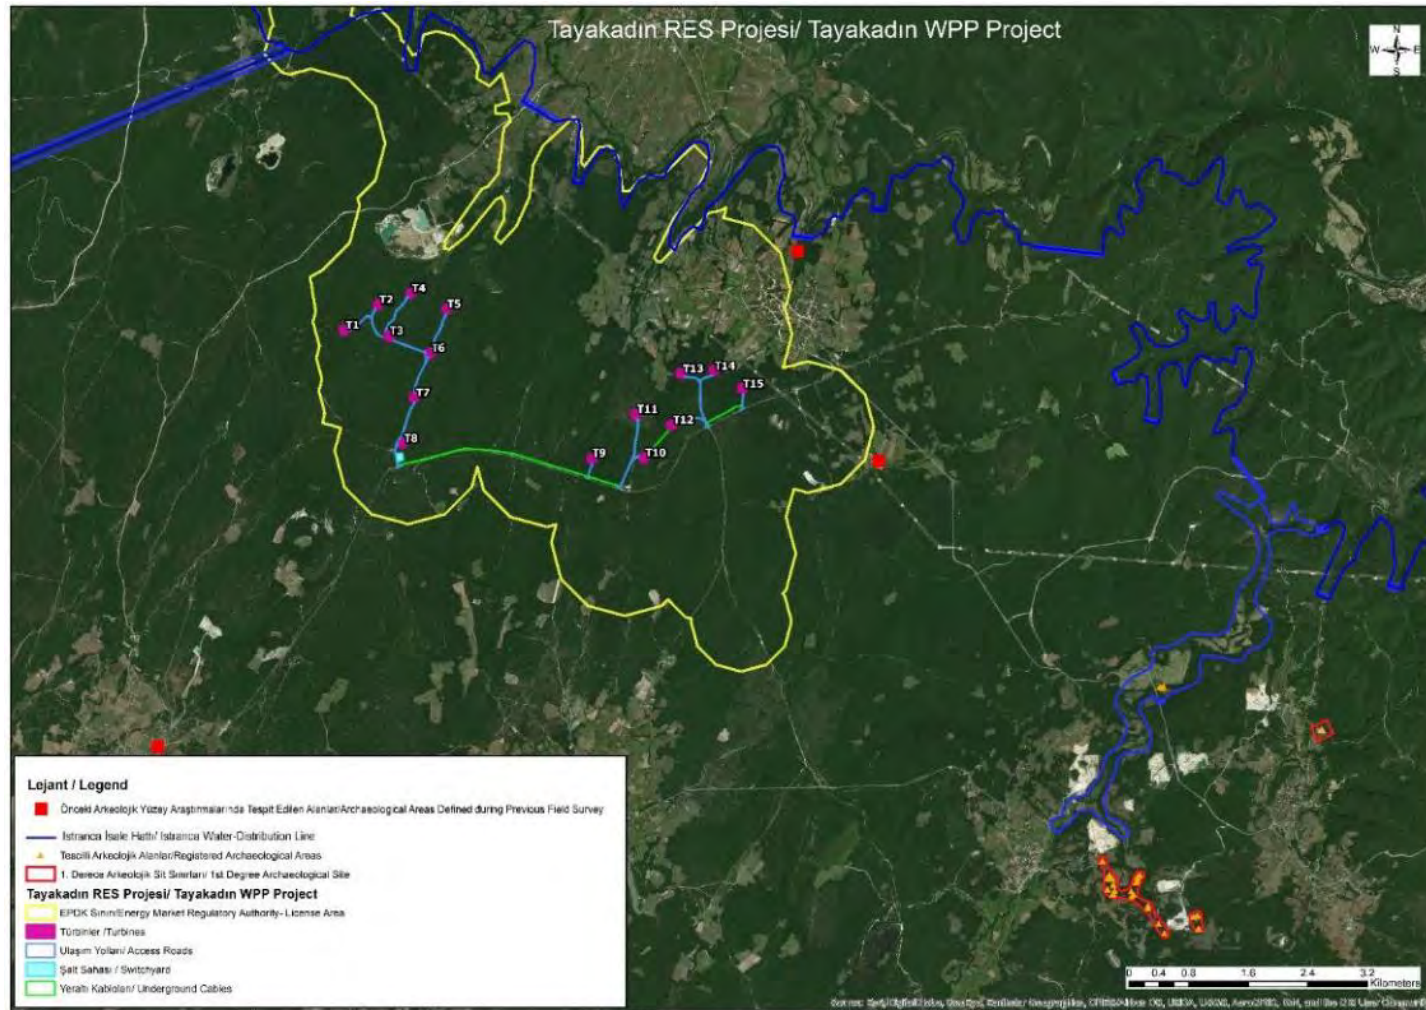 Tayakadın RES Projesi/ Tayakadın WPP Project
N
W E
S
T4
T2
T5
T1
T3
T6
T14
T13
T15
T7
T11
T12
T8
T9
T10
Lejant / Legend
Önceki Arkeolojik Yüzey Araştırmalarında Tespit Edilen Alanlar/Archaeological Areas Defined during Previous Field Survey
Istranca İsale Hattı/ Istranca Water-Distribution Line
Tescilli Arkeolojik Alanlar/Registered Archaeological Areas
1. Derece Arkeolojik Sit Sınırları/ 1st Degree Archaeological Site
Tayakadın RES Projesi/ Tayakadın WPP Project
EPDK Sınırı/Energy Market Regulatory Authority- License Area
Türbinler /Turbines
Ulaşım Yolları/ Access Roads
Şalt Sahası / Switchyard
Yeraltı Kabloları/ Underground Cables
0 0.4 0.8 1.6 2.4 3.2
Kilometers